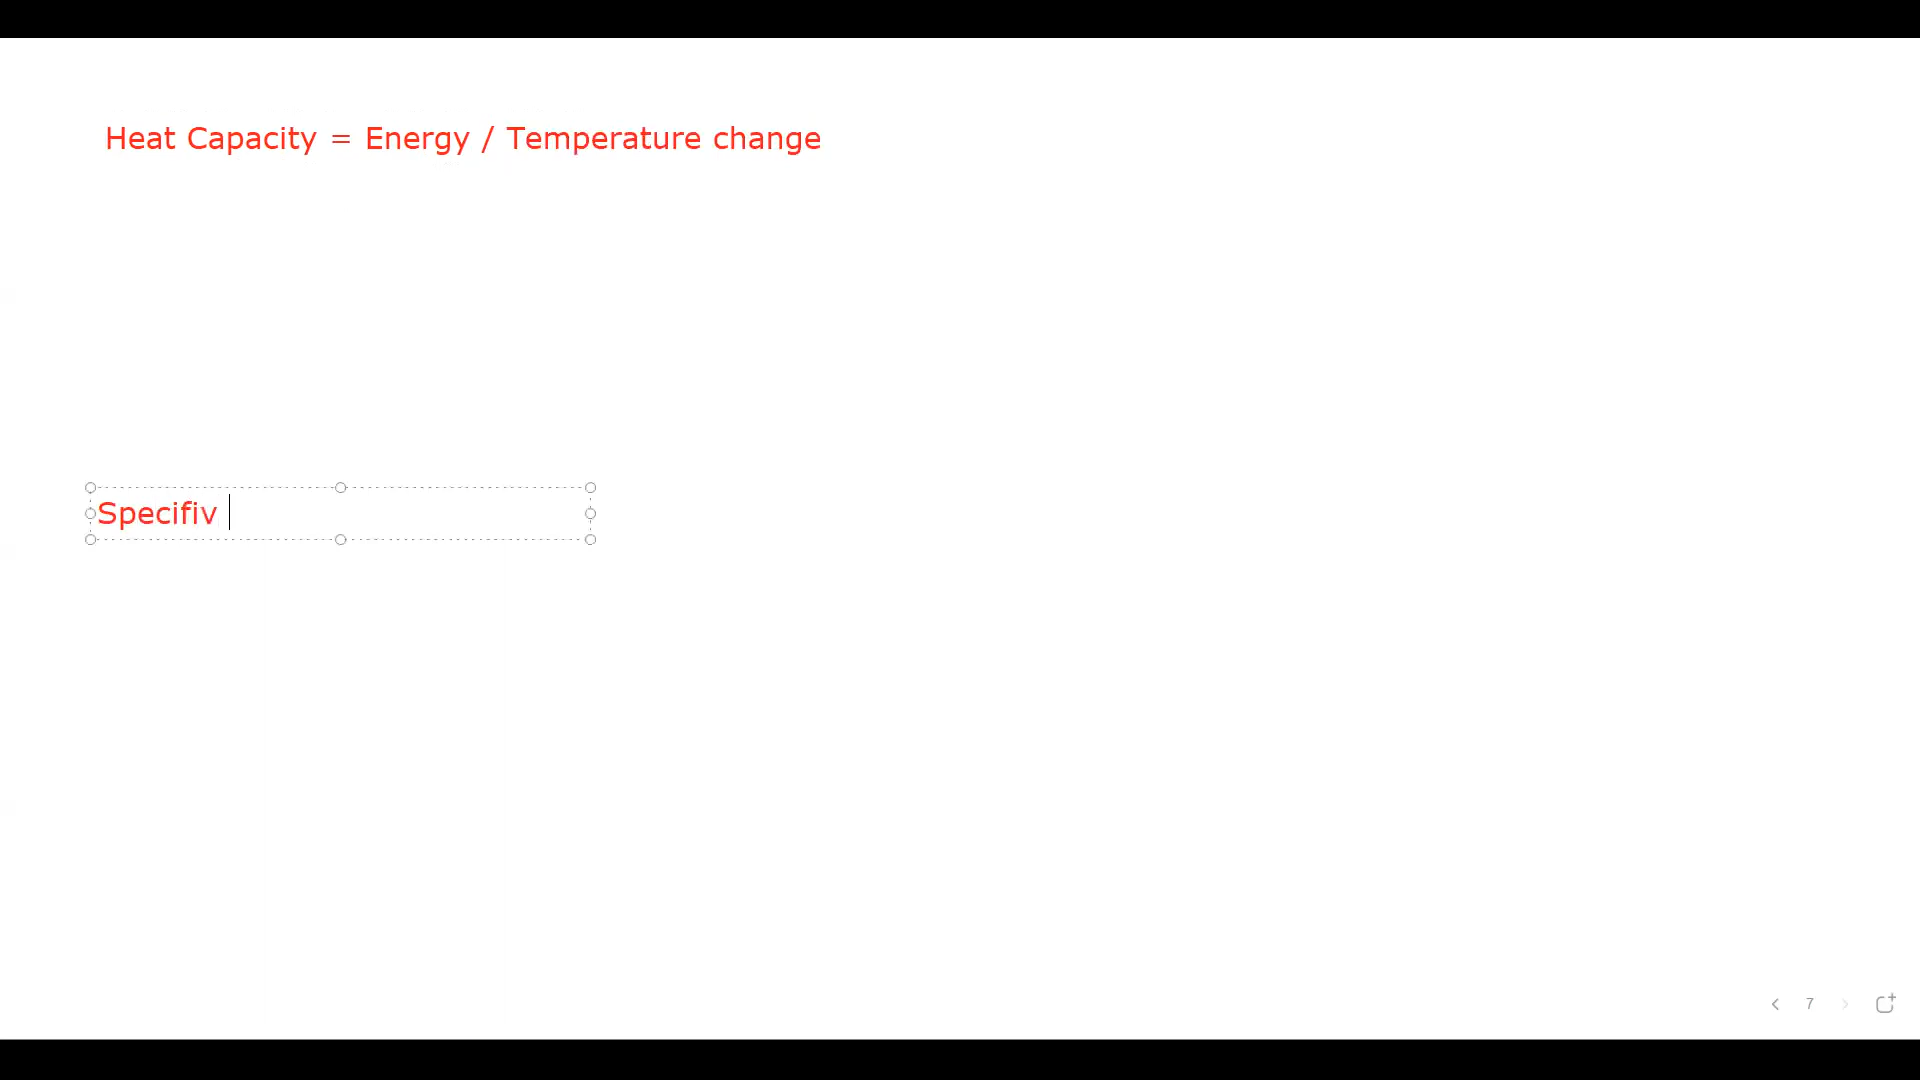 Heat Capacity = Energy / Temperature change
Specifiv
7